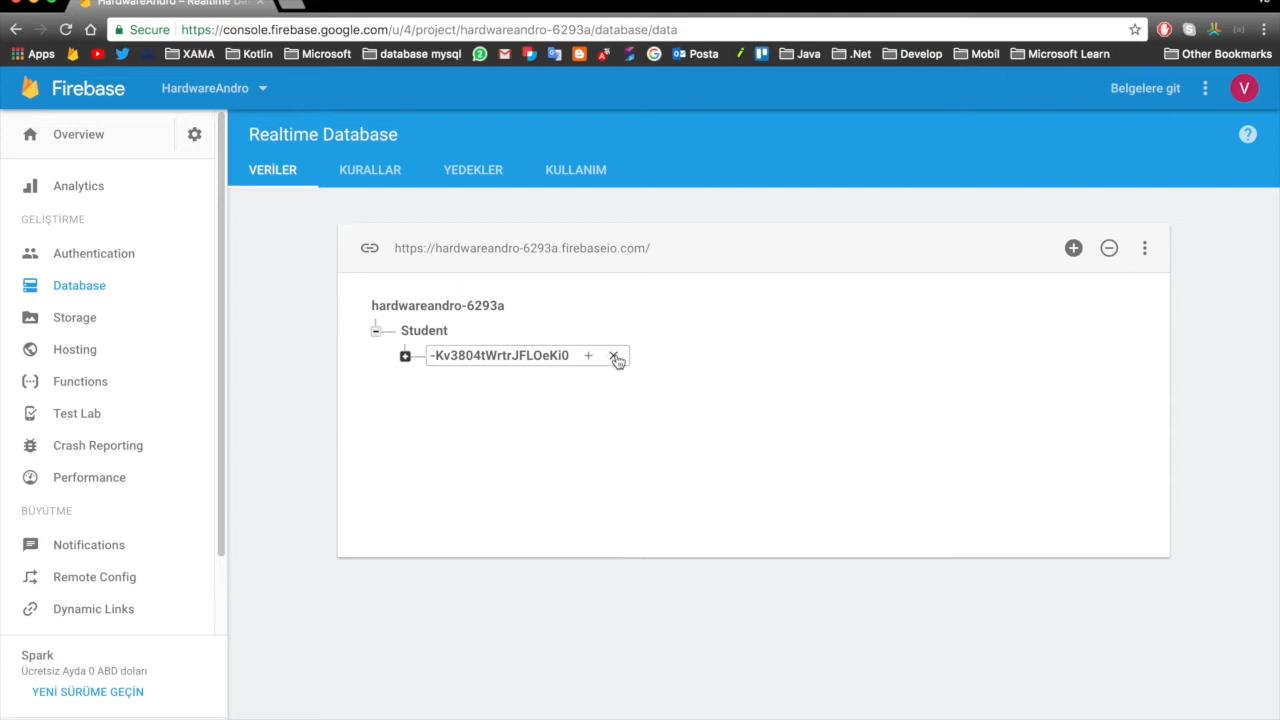 HardwareAndro – Realtime Dat
Secure https://console.firebase.google.com/u/4/project/hardwareandro-6293a/database/data
Apps XAMA Kotlin Microsoft database mysql Posta Java .Net Develop Mobil Microsoft Learn Other Bookmarks
Firebase HardwareAndro Belgelere git V
Overview
Realtime Database
VERİLER KURALLAR YEDEKLER KULLANIM
Analytics
GELİŞTİRME
Authentication
Database
Storage
Hosting
Functions
Test Lab
Crash Reporting
Performance
BÜYÜTME
Notifications
Remote Config
Dynamic Links
Spark
Ücretsiz Ayda 0 ABD doları
YENİ SÜRÜME GEÇİN
https://hardwareandro-6293a.firebaseio.com/
hardwareandro-6293a
Student
-Kv3804tWrtrJFLOeKi0